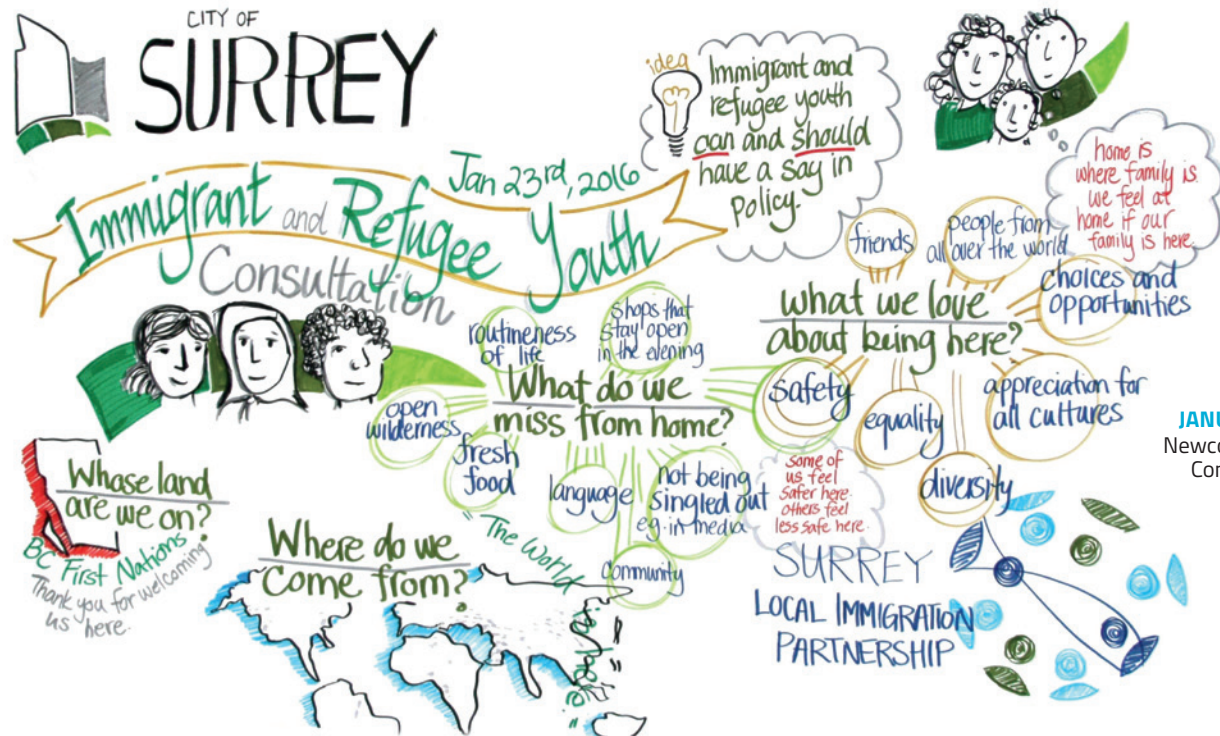 CITY OF
SURREY
Jan 23rd, 2016
Immigrant and Refugee Youth
Consultation
idea
Immigrant and
refugee youth
can and should
have a say in
policy.
home is
where family is.
we feel at
home if our
family is here.
What we love
about being here?
friends
people from
all over the world
choices and
opportunities
safety
equality
appreciation for
all cultures
diversity
some of
us feel
safer here.
others feel
less safe here.
What do we
miss from home?
routineness
of life
shops that
stay open
in the evening
open
wilderness
fresh
food
language
not being
singled out
e.g. in media
community
Whose land
are we on?
BC First Nations
Thank you for welcoming
us here.
Where do we
come from?
"The World
is here."
SURREY
LOCAL IMMIGRATION
PARTNERSHIP
JANU
Newco
Con